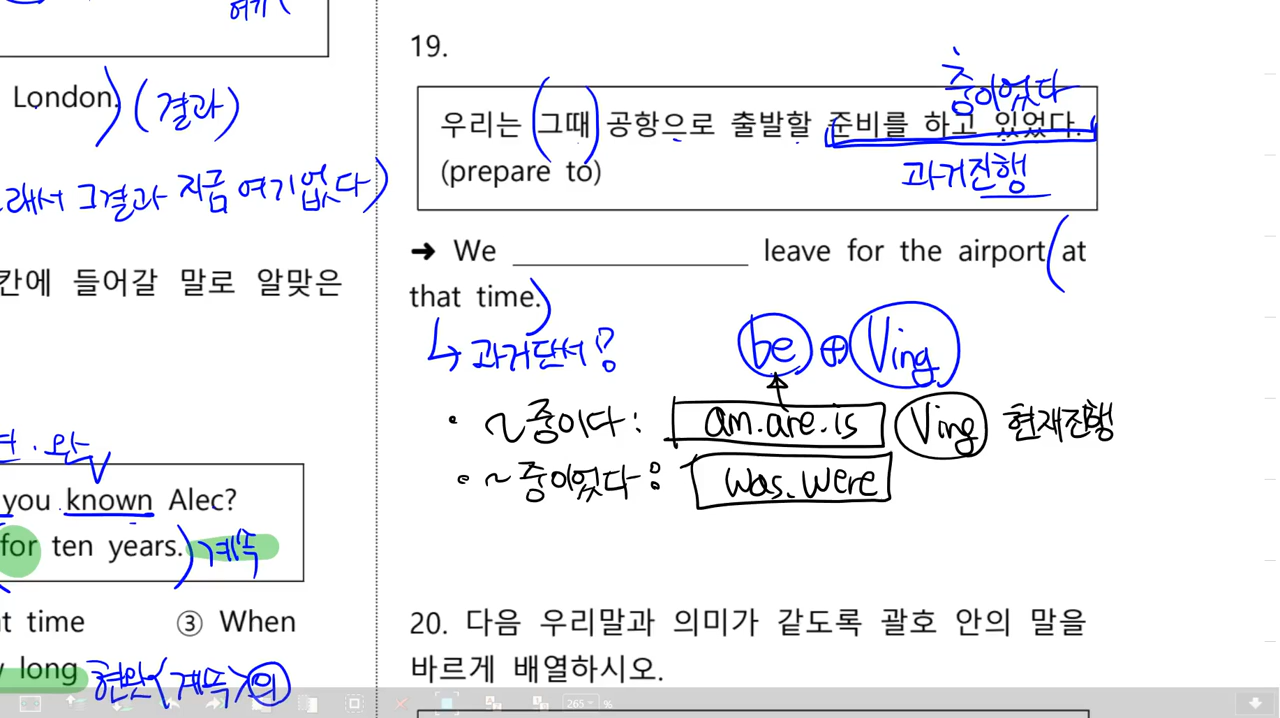 London.) (결과)
래서 그결과 지금 여기없다)
칸에 들어갈 말로 알맞은
완
you known Alec?
for ten years.) 계속
at time ③ When
long 현완<계속>의
19.
중이었다
우리는 (그때) 공항으로 출발할 준비를 하고 있었다.
(prepare to) 과거진행
➜ We ________________ leave for the airport (at
that time.)
↳ 과거단서! be ⊕ Ving
• ~중이다: am.are.is Ving 현재진행
• ~중이었다: was.were
20. 다음 우리말과 의미가 같도록 괄호 안의 말을
바르게 배열하시오.
265 %